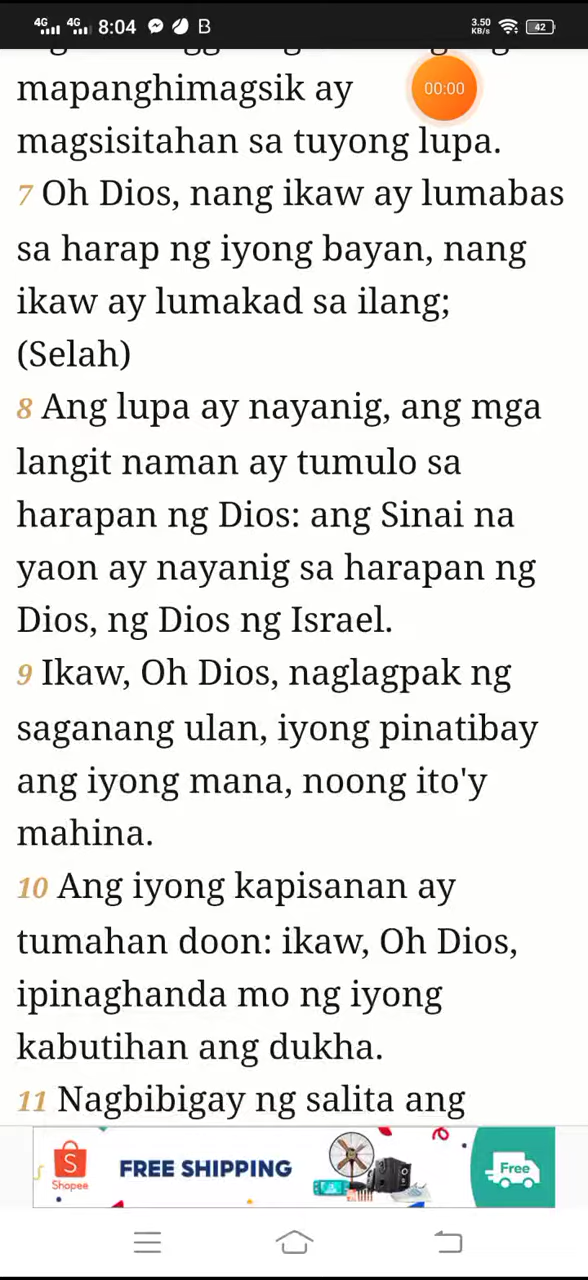 4G 4G 8:04 B 3.50 KB/s 42
mapanghimagsik ay 00:00
magsisitahan sa tuyong lupa.
7 Oh Dios, nang ikaw ay lumabas
sa harap ng iyong bayan, nang
ikaw ay lumakad sa ilang;
(Selah)
8 Ang lupa ay nayanig, ang mga
langit naman ay tumulo sa
harapan ng Dios: ang Sinai na
yaon ay nayanig sa harapan ng
Dios, ng Dios ng Israel.
9 Ikaw, Oh Dios, naglagpak ng
saganang ulan, iyong pinatibay
ang iyong mana, noong ito'y
mahina.
10 Ang iyong kapisanan ay
tumahan doon: ikaw, Oh Dios,
ipinaghanda mo ng iyong
kabutihan ang dukha.
11 Nagbibigay ng salita ang
S Shopee FREE SHIPPING Free